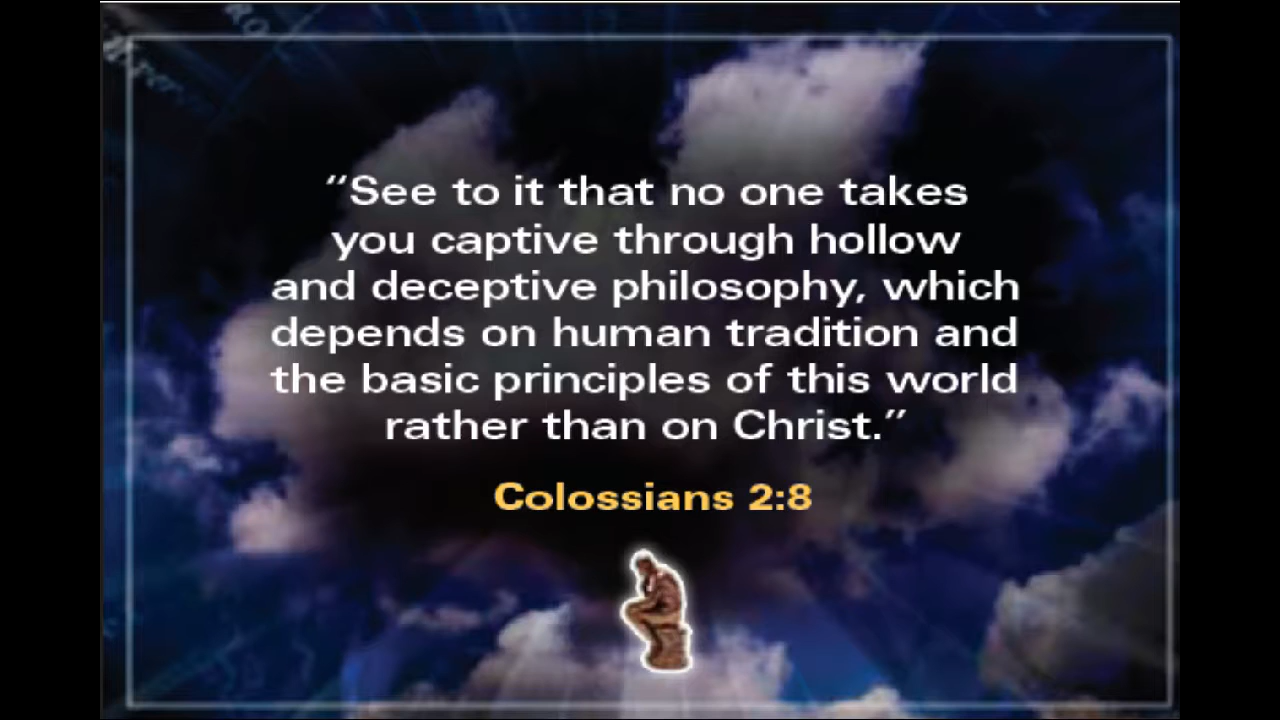 “See to it that no one takes
you captive through hollow
and deceptive philosophy, which
depends on human tradition and
the basic principles of this world
rather than on Christ.”
Colossians 2:8